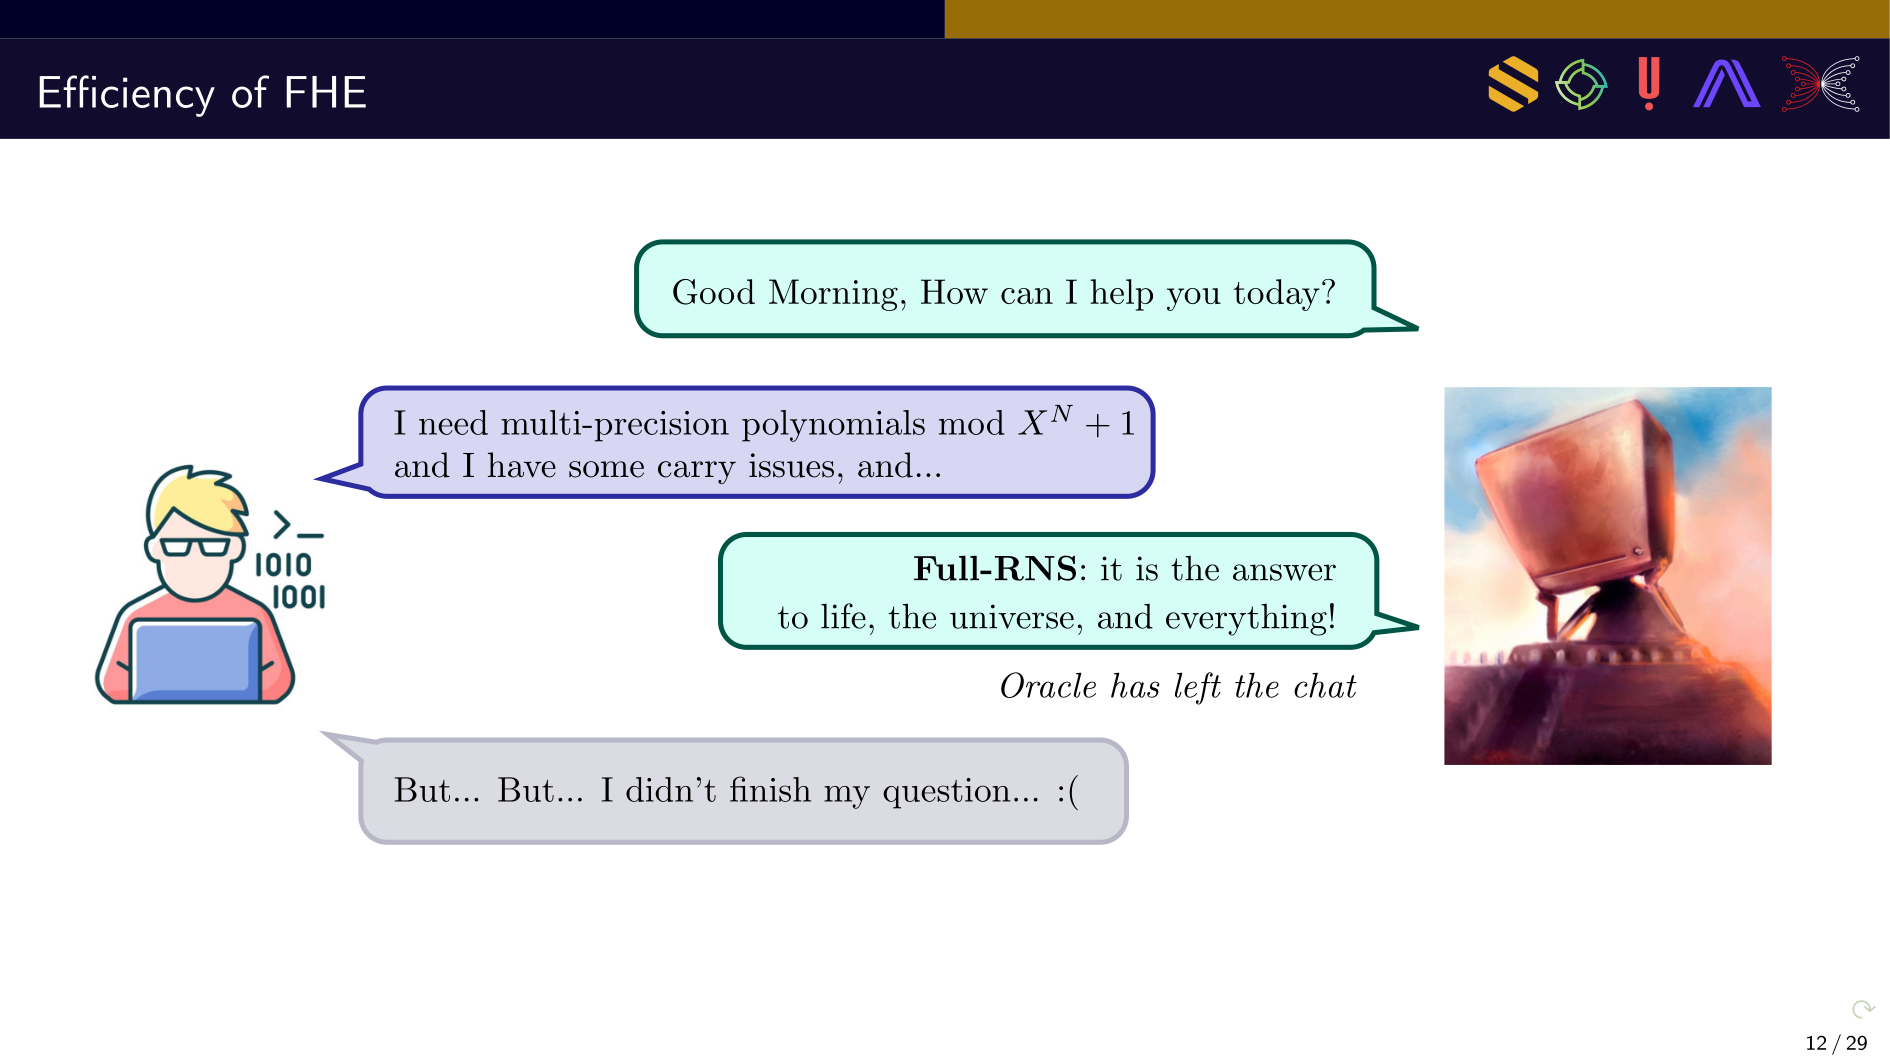 Efficiency of FHE
Good Morning, How can I help you today?
I need multi-precision polynomials mod $X^N + 1$
and I have some carry issues, and...
>_
1010
1001
Full-RNS: it is the answer
to life, the universe, and everything!
Oracle has left the chat
But... But... I didn't finish my question... :(
12 / 29